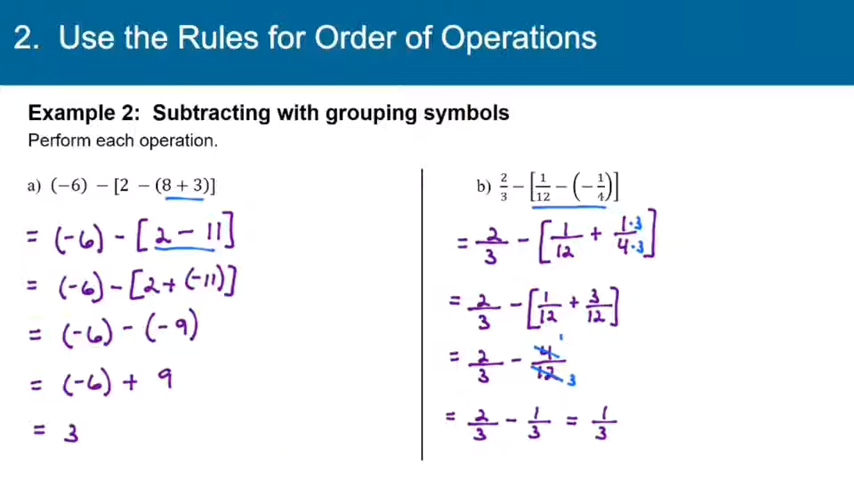 2. Use the Rules for Order of Operations
Example 2: Subtracting with grouping symbols
Perform each operation.
a) (−6) − [2 − (8 + 3)]
= (-6) - [2 - 11]
= (-6) - [2 + (-11)]
= (-6) - (-9)
= (-6) + 9
= 3
b) 2/3 − [1/12 − (−1/4)]
= 2/3 - [1/12 + 1·3/4·3]
= 2/3 - [1/12 + 3/12]
= 2/3 - 4/12 1 3
= 2/3 - 1/3 = 1/3